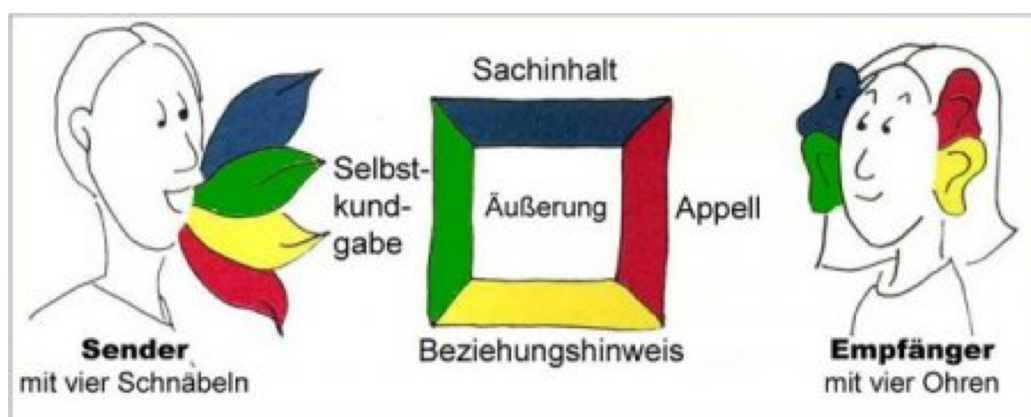 Sachinhalt
Selbst-
kund-
gabe
Äußerung
Appell
Beziehungshinweis
Sender
mit vier Schnäbeln
Empfänger
mit vier Ohren